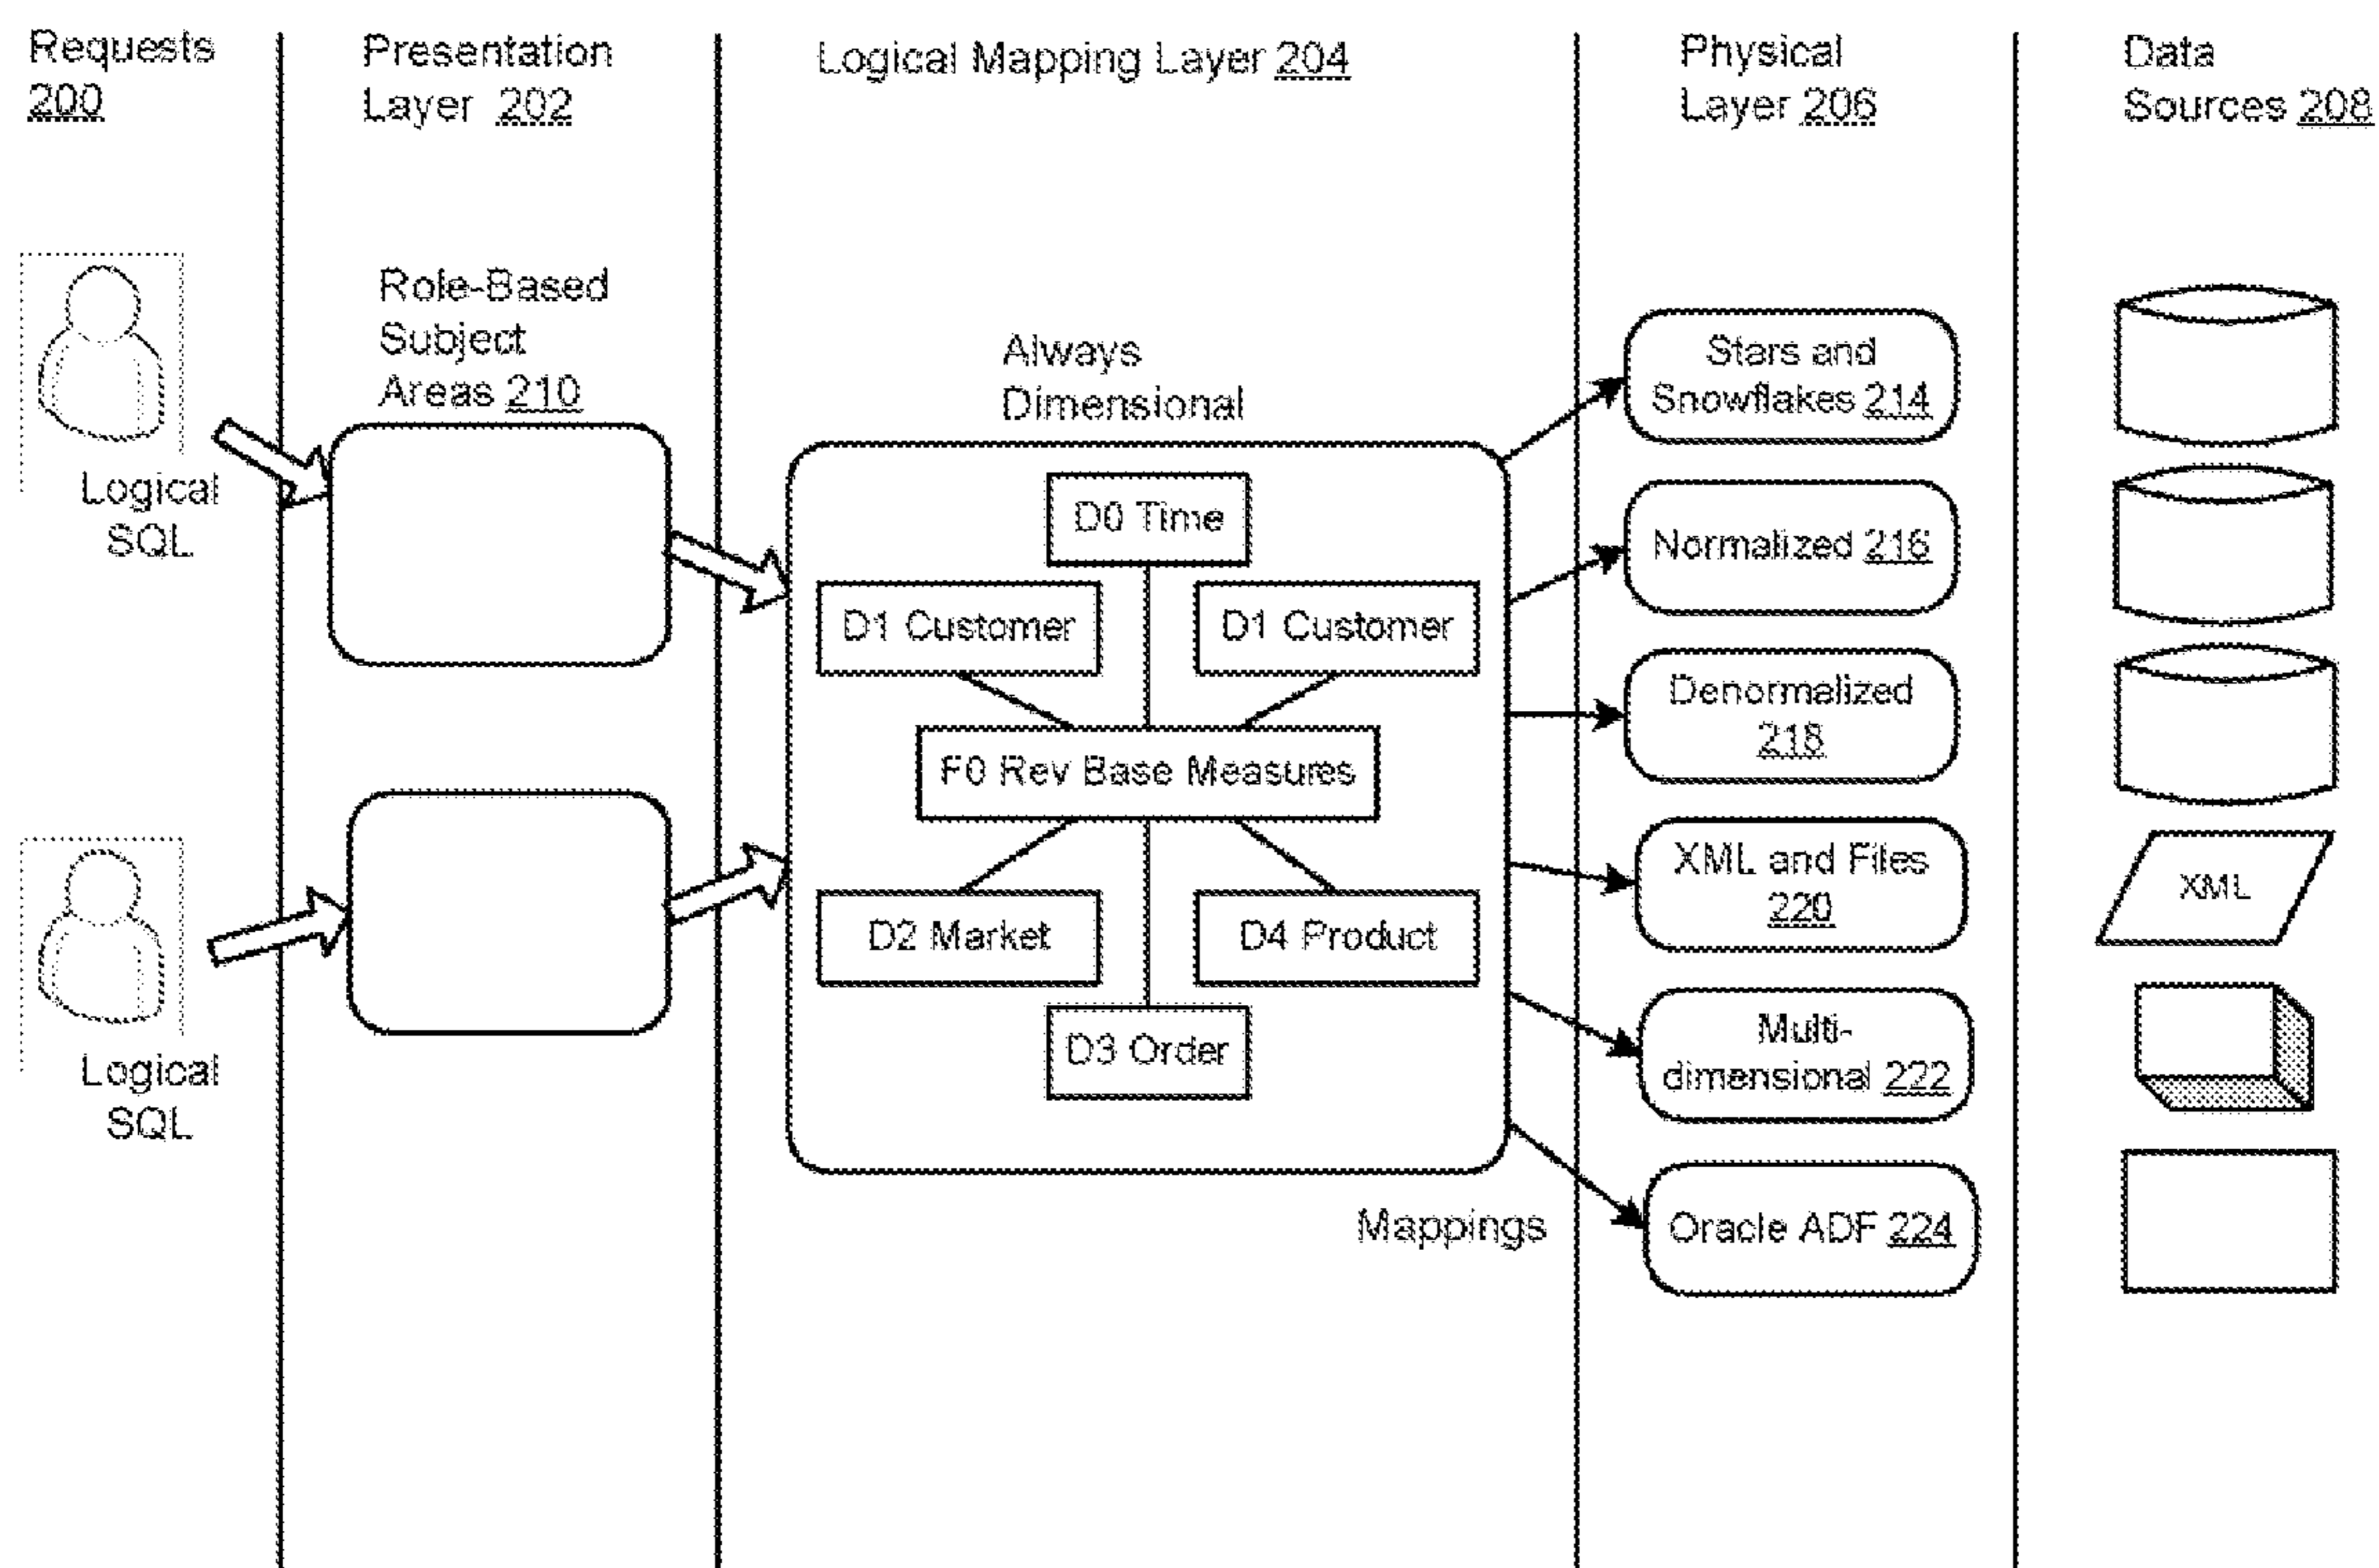 Requests
200
Presentation
Layer 202
Logical Mapping Layer 204
Physical
Layer 206
Data
Sources 208
Logical
SQL
Logical
SQL
Role-Based
Subject
Areas 210
Always
Dimensional
D0 Time
D1 Customer
D1 Customer
F0 Rev Base Measures
D2 Market
D4 Product
D3 Order
Mappings
Stars and
Snowflakes 214
Normalized 216
Denormalized
218
XML and Files
220
Multi-
dimensional 222
Oracle ADF 224
XML